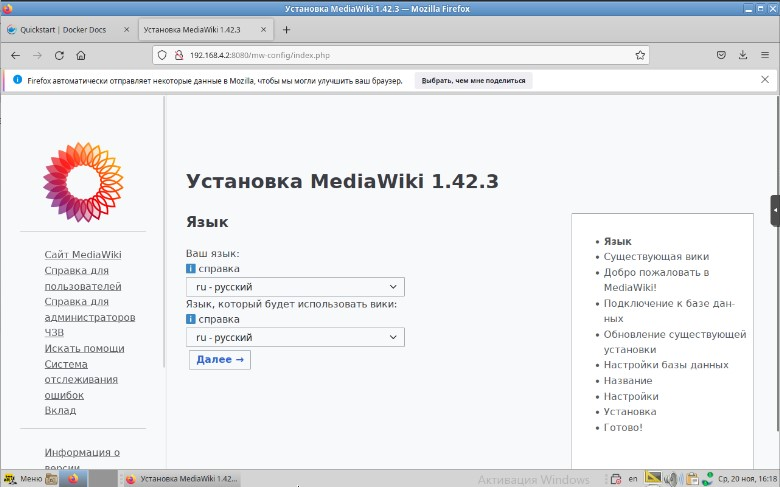 Установка MediaWiki 1.42.3 — Mozilla Firefox
Quickstart | Docker Docs
Установка MediaWiki 1.42.3
192.168.4.2:8080/mw-config/index.php
Firefox автоматически отправляет некоторые данные в Mozilla, чтобы мы могли улучшить ваш браузер.
Выбрать, чем мне поделиться
Установка MediaWiki 1.42.3
Язык
Ваш язык:
справка
ru - русский
Язык, который будет использовать вики:
справка
ru - русский
Далее →
Сайт MediaWiki
Справка для
пользователей
Справка для
администраторов
ЧЗВ
Искать помощи
Система
отслеживания
ошибок
Вклад
Информация о
версии
Язык
Существующая вики
Добро пожаловать в
MediaWiki!
Подключение к базе дан-
ных
Обновление существующей
установки
Настройки базы данных
Название
Настройки
Установка
Готово!
Меню
Установка MediaWiki 1.42...
Активация Windows
en
Ср, 20 ноя, 16:18